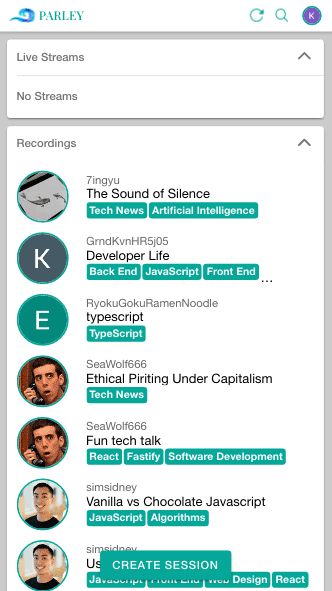 PARLEY
K
Live Streams
No Streams
Recordings
7ingyu
The Sound of Silence
Tech News Artificial Intelligence
K
GrndKvnHR5j05
Developer Life
Back End JavaScript Front End ...
E
RyokuGokuRamenNoodle
typescript
TypeScript
SeaWolf666
Ethical Piriting Under Capitalism
Tech News
SeaWolf666
Fun tech talk
React Fastify Software Development
simsidney
Vanilla vs Chocolate Javascript
JavaScript Algorithms
simsidney
CREATE SESSION
JavaScript Front End Web Design React